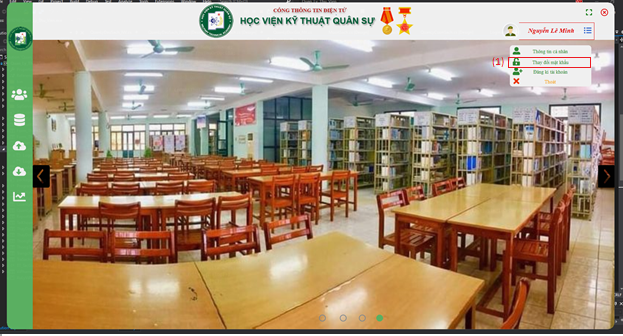 CỔNG THÔNG TIN ĐIỆN TỬ
HỌC VIỆN KỸ THUẬT QUÂN SỰ
Nguyễn Lê Minh
Thông tin cá nhân
(1)
Thay đổi mật khẩu
Đăng kí tài khoản
Thoát